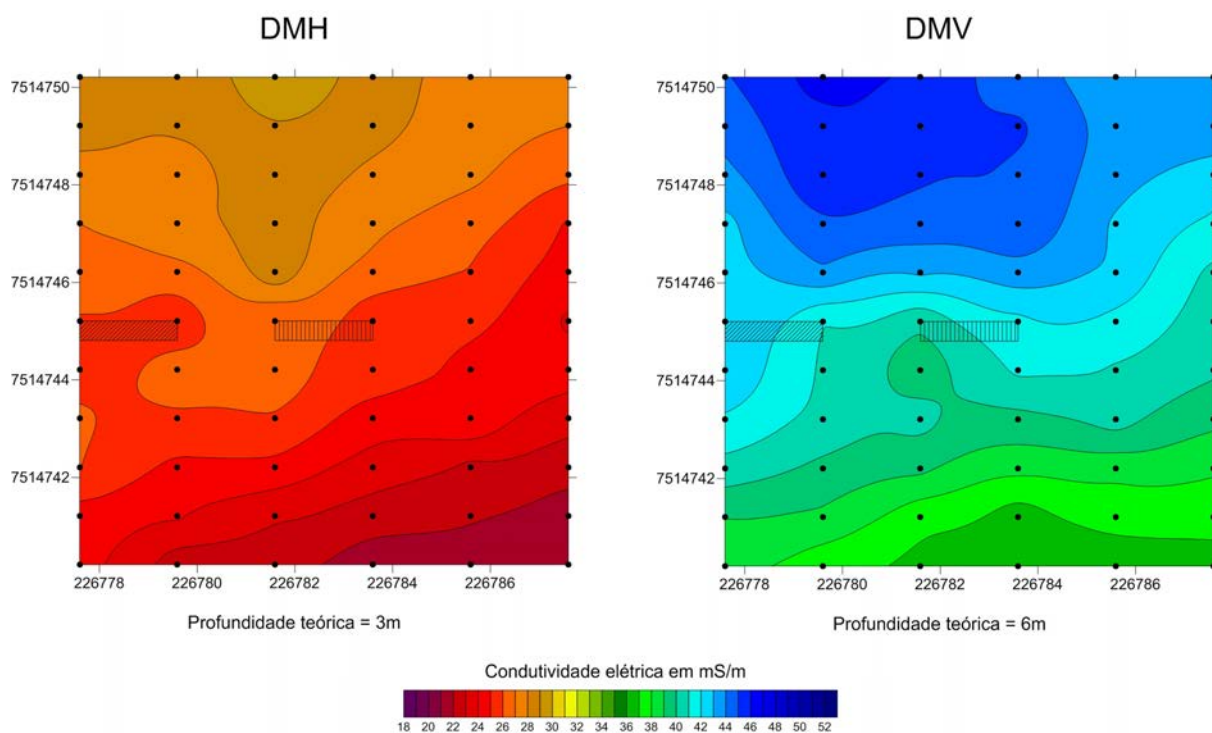 DMH
DMV
7514750
7514748
7514746
7514744
7514742
226778 226780 226782 226784 226786
7514750
7514748
7514746
7514744
7514742
226778 226780 226782 226784 226786
Profundidade teórica = 3m
Profundidade teórica = 6m
Condutividade elétrica em mS/m
18 20 22 24 26 28 30 32 34 36 38 40 42 44 46 48 50 52